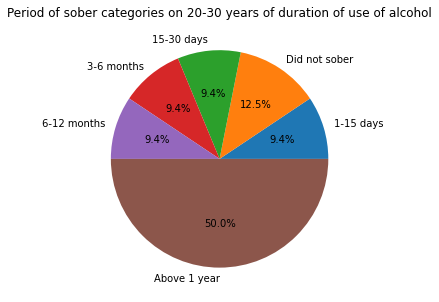 Period of sober categories on 20-30 years of duration of use of alcohol
15-30 days
Did not sober
3-6 months
9.4%
9.4%
12.5%
6-12 months
1-15 days
9.4%
9.4%
50.0%
Above 1 year